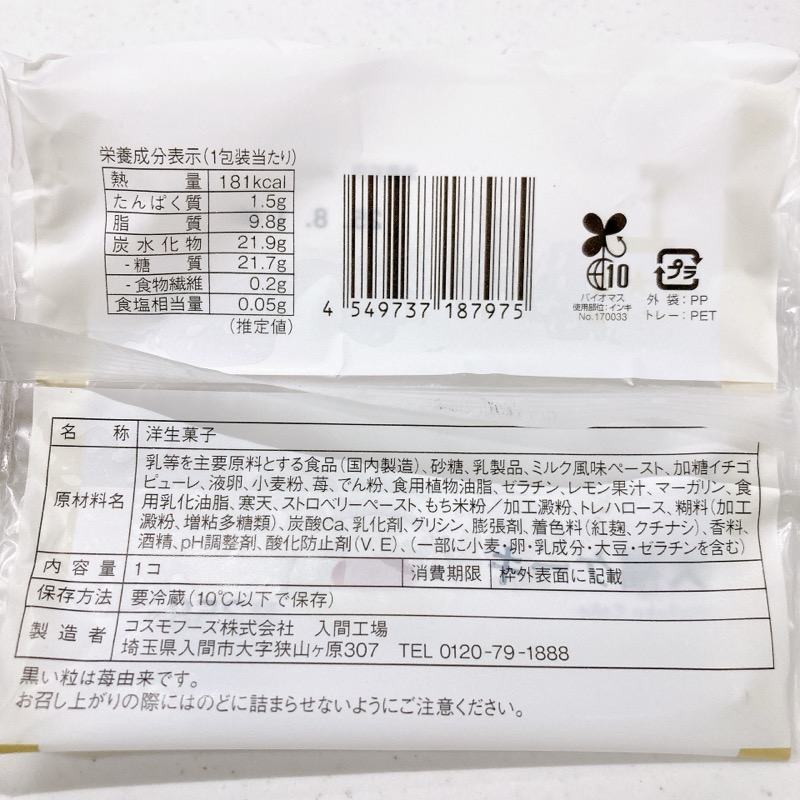 栄養成分表示(1包装当たり)
熱量 181kcal
たんぱく質 1.5g
脂質 9.8g
炭水化物 21.9g
-糖質 21.7g
-食物繊維 0.2g
食塩相当量 0.05g
(推定値)
4 549737 187975
10
バイオマス
使用部位:インキ
No.170033
プラ
外袋:PP
トレー:PET
名称 洋生菓子
原材料名 乳等を主要原料とする食品(国内製造)、砂糖、乳製品、ミルク風味ペースト、加糖イチゴ
ピューレ、液卵、小麦粉、苺、でん粉、食用植物油脂、ゼラチン、レモン果汁、マーガリン、食
用乳化油脂、寒天、ストロベリーペースト、もち米粉/加工澱粉、トレハロース、糊料(加工
澱粉、増粘多糖類)、炭酸Ca、乳化剤、グリシン、膨張剤、着色料(紅麹、クチナシ)、香料、
酒精、pH調整剤、酸化防止剤(V.E)、(一部に小麦・卵・乳成分・大豆・ゼラチンを含む)
内容量 1コ 消費期限 枠外表面に記載
保存方法 要冷蔵(10℃以下で保存)
製造者 コスモフーズ株式会社 入間工場
埼玉県入間市大字狭山ヶ原307 TEL 0120-79-1888
黒い粒は苺由来です。
お召し上がりの際にはのどに詰まらせないようにご注意ください。